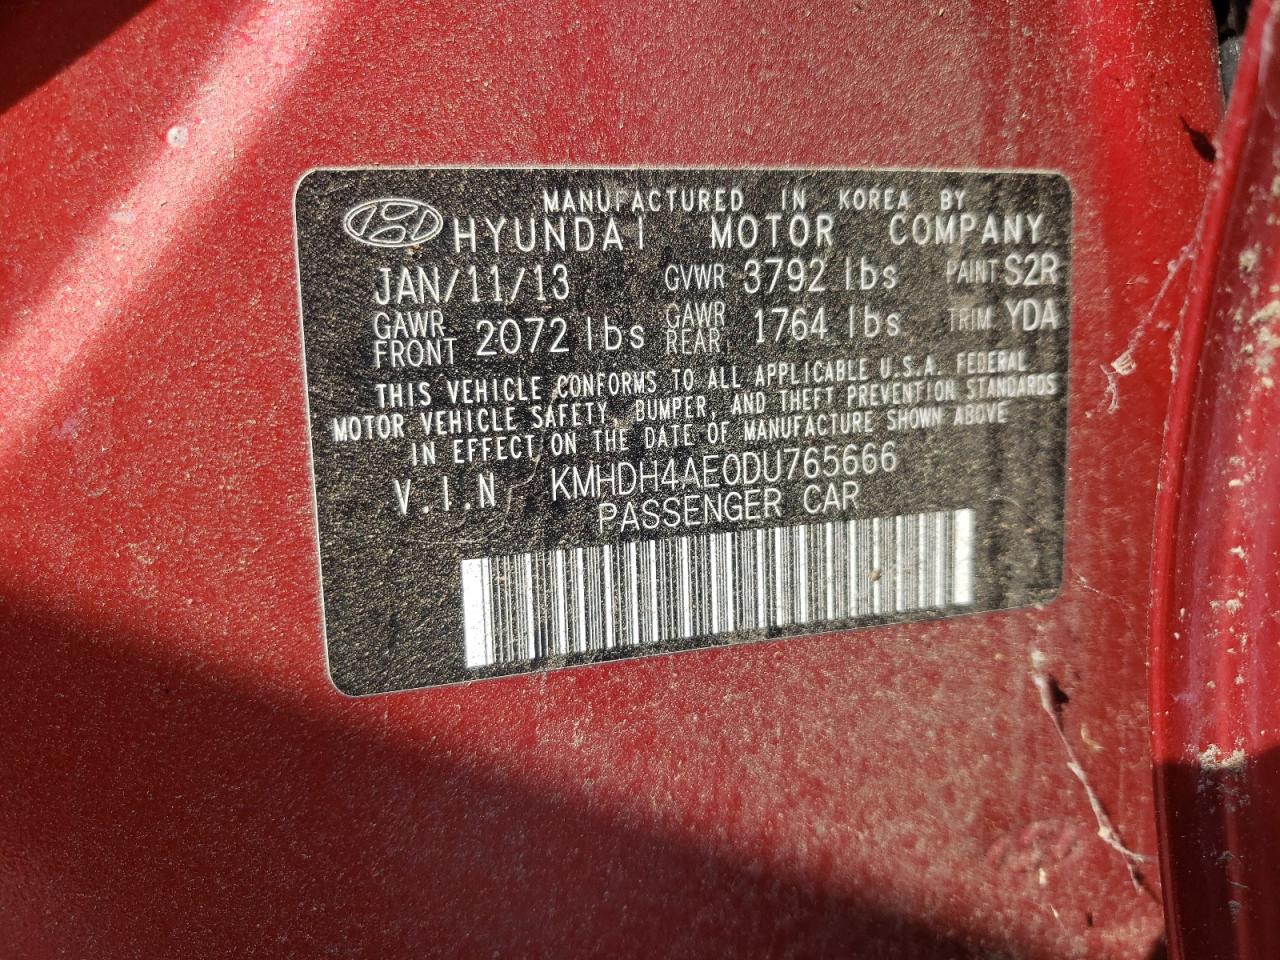 MANUFACTURED IN KOREA BY
HYUNDAI MOTOR COMPANY
JAN/11/13 GVWR 3792 lbs PAINT S2R
GAWR FRONT 2072 lbs GAWR REAR 1764 lbs TRIM YDA
THIS VEHICLE CONFORMS TO ALL APPLICABLE U.S.A. FEDERAL
MOTOR VEHICLE SAFETY, BUMPER, AND THEFT PREVENTION STANDARDS
IN EFFECT ON THE DATE OF MANUFACTURE SHOWN ABOVE
V.I.N KMHDH4AE0DU765666
PASSENGER CAR